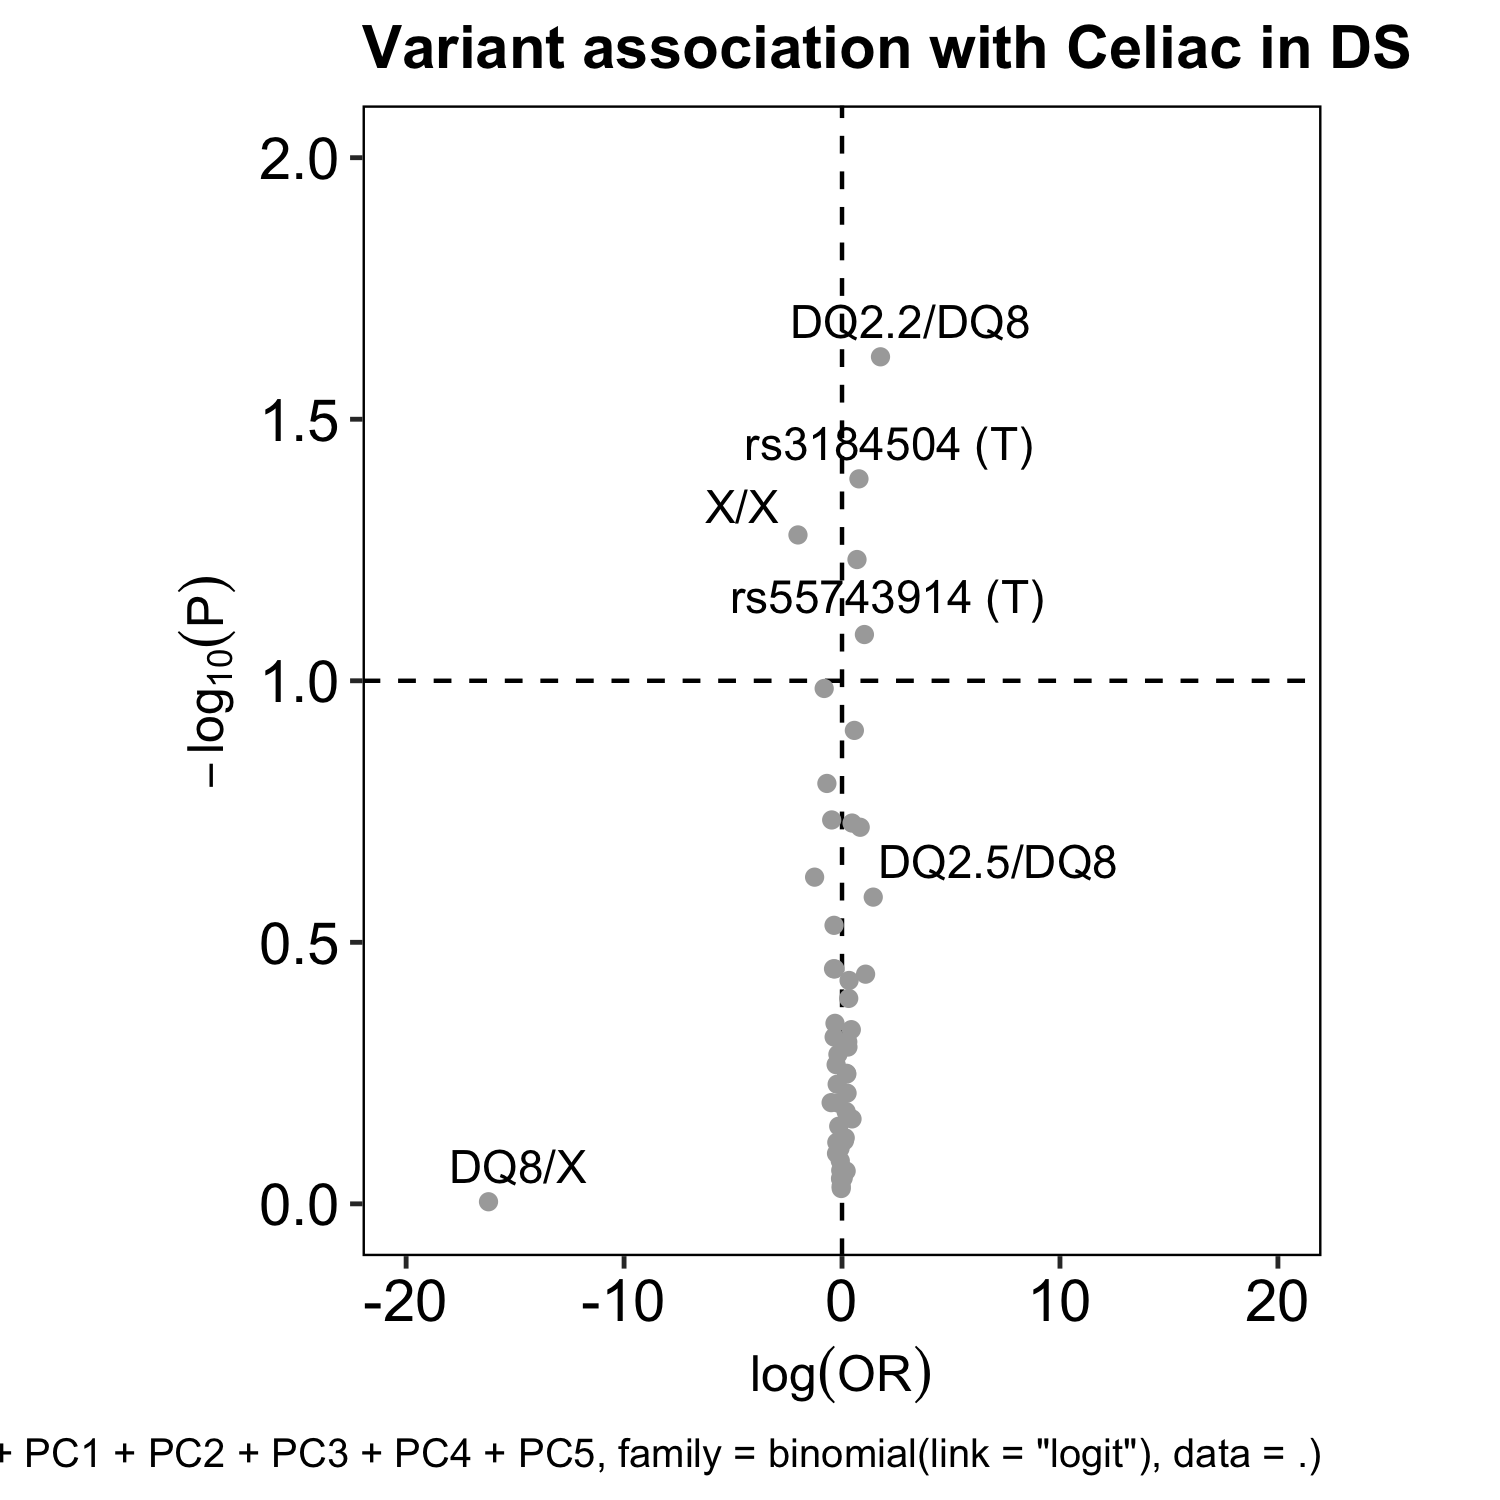 Variant association with Celiac in DS
2.0
DQ2.2/DQ8
1.5
rs3184504 (T)
X/X
rs55743914 (T)
−log10(P)
1.0
DQ2.5/DQ8
0.5
DQ8/X
0.0
-20 -10 0 10 20
log(OR)
+ PC1 + PC2 + PC3 + PC4 + PC5, family = binomial(link = "logit"), data = .)